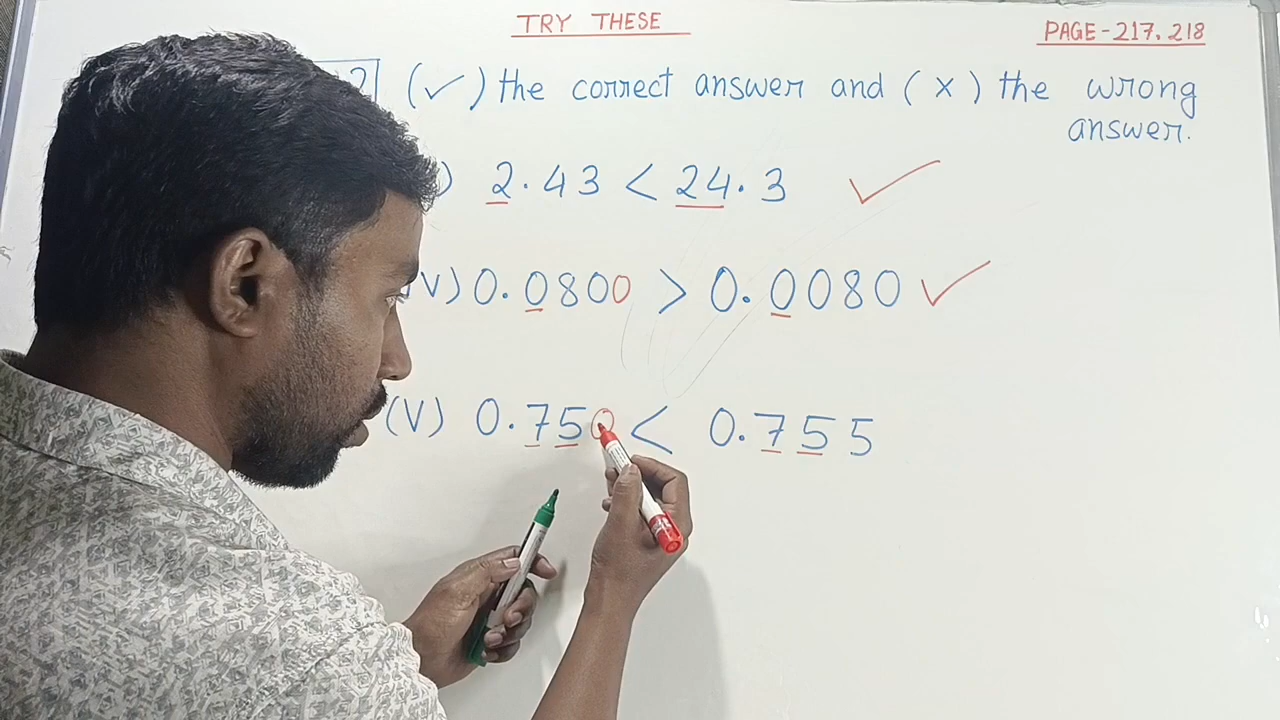 TRY THESE
PAGE-217, 218
2 (✓) the correct answer and (×) the wrong
answer.
) 2.43 < 24.3 ✓
V) 0.0800 > 0.0080 ✓
(V) 0.750 < 0.755